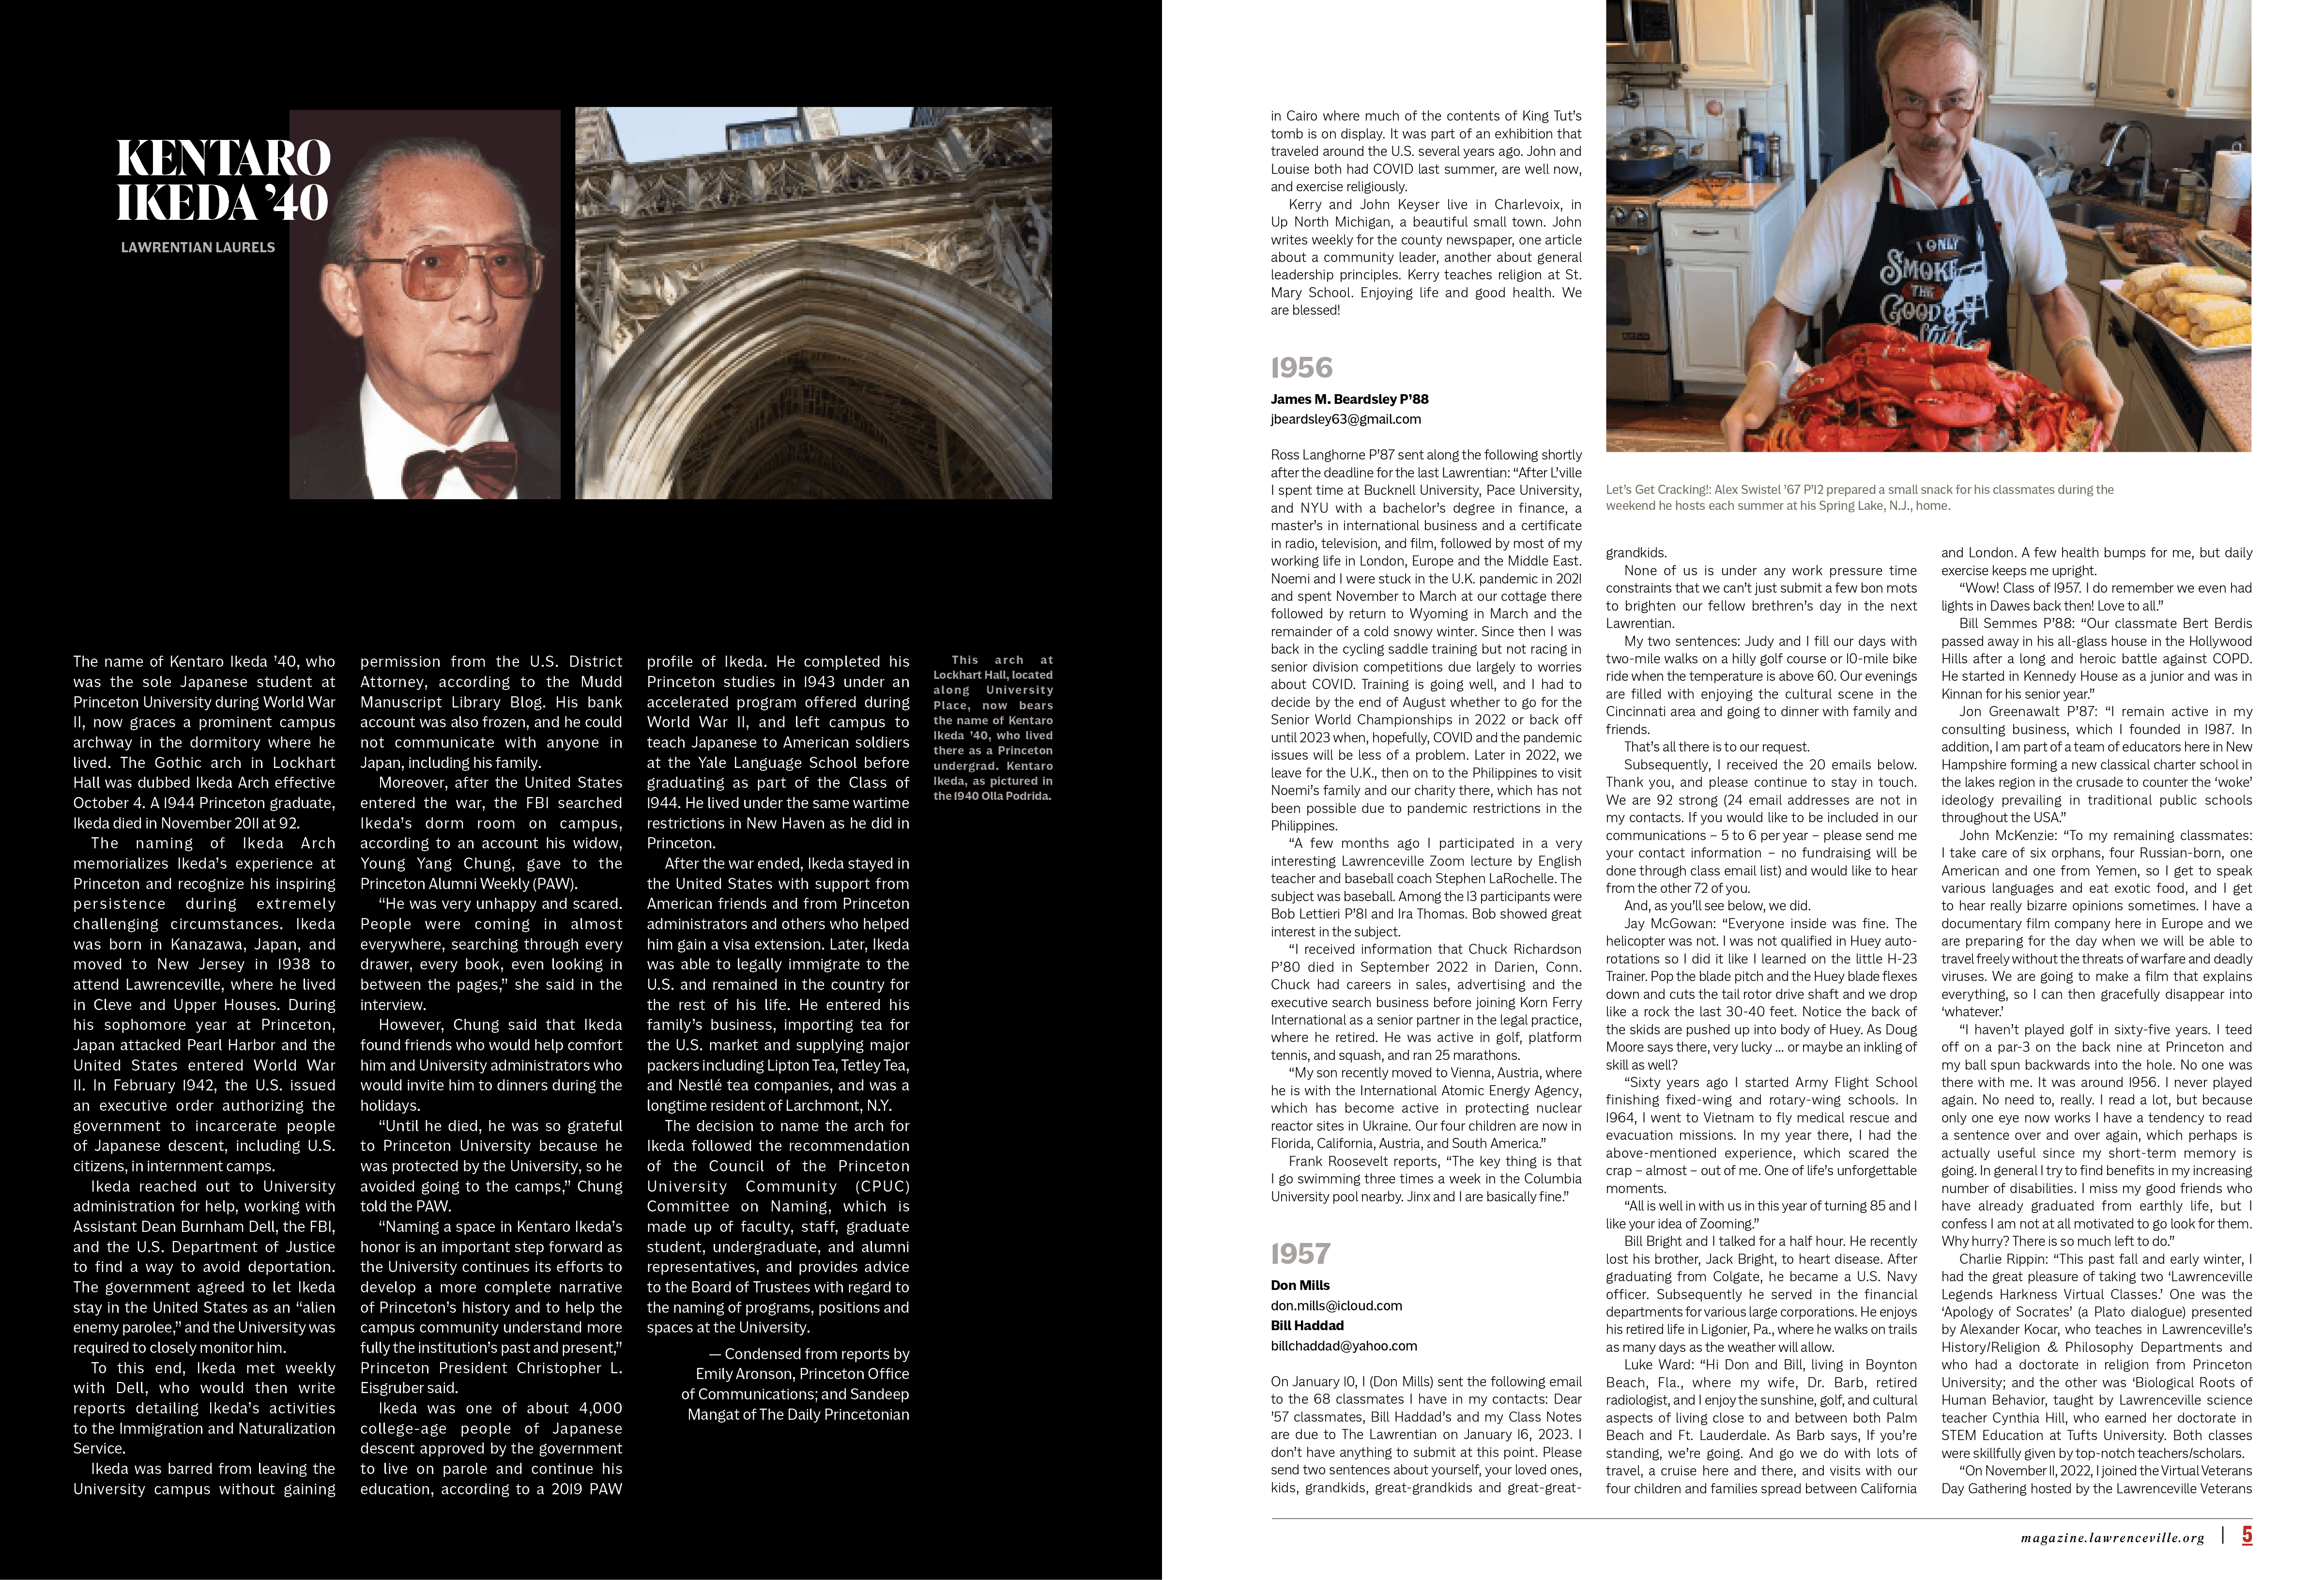 KENTARO
IKEDA ’40
LAWRENTIAN LAURELS
The name of Kentaro Ikeda ’40, who
was the sole Japanese student at
Princeton University during World War
II, now graces a prominent campus
archway in the dormitory where he
lived. The Gothic arch in Lockhart
Hall was dubbed Ikeda Arch effective
October 4. A 1944 Princeton graduate,
Ikeda died in November 2011 at 92.
The naming of Ikeda Arch
memorializes Ikeda’s experience at
Princeton and recognize his inspiring
persistence during extremely
challenging circumstances. Ikeda
was born in Kanazawa, Japan, and
moved to New Jersey in 1938 to
attend Lawrenceville, where he lived
in Cleve and Upper Houses. During
his sophomore year at Princeton,
Japan attacked Pearl Harbor and the
United States entered World War
II. In February 1942, the U.S. issued
an executive order authorizing the
government to incarcerate people
of Japanese descent, including U.S.
citizens, in internment camps.
Ikeda reached out to University
administration for help, working with
Assistant Dean Burnham Dell, the FBI,
and the U.S. Department of Justice
to find a way to avoid deportation.
The government agreed to let Ikeda
stay in the United States as an “alien
enemy parolee,” and the University was
required to closely monitor him.
To this end, Ikeda met weekly
with Dell, who would then write
reports detailing Ikeda’s activities
to the Immigration and Naturalization
Service.
Ikeda was barred from leaving the
University campus without gaining
permission from the U.S. District
Attorney, according to the Mudd
Manuscript Library Blog. His bank
account was also frozen, and he could
not communicate with anyone in
Japan, including his family.
Moreover, after the United States
entered the war, the FBI searched
Ikeda’s dorm room on campus,
according to an account his widow,
Young Yang Chung, gave to the
Princeton Alumni Weekly (PAW).
“He was very unhappy and scared.
People were coming in almost
everywhere, searching through every
drawer, every book, even looking in
between the pages,” she said in the
interview.
However, Chung said that Ikeda
found friends who would help comfort
him and University administrators who
would invite him to dinners during the
holidays.
“Until he died, he was so grateful
to Princeton University because he
was protected by the University, so he
avoided going to the camps,” Chung
told the PAW.
“Naming a space in Kentaro Ikeda’s
honor is an important step forward as
the University continues its efforts to
develop a more complete narrative
of Princeton’s history and to help the
campus community understand more
fully the institution’s past and present,”
Princeton President Christopher L.
Eisgruber said.
Ikeda was one of about 4,000
college-age people of Japanese
descent approved by the government
to live on parole and continue his
education, according to a 2019 PAW
profile of Ikeda. He completed his
Princeton studies in 1943 under an
accelerated program offered during
World War II, and left campus to
teach Japanese to American soldiers
at the Yale Language School before
graduating as part of the Class of
1944. He lived under the same wartime
restrictions in New Haven as he did in
Princeton.
After the war ended, Ikeda stayed in
the United States with support from
American friends and from Princeton
administrators and others who helped
him gain a visa extension. Later, Ikeda
was able to legally immigrate to the
U.S. and remained in the country for
the rest of his life. He entered his
family’s business, importing tea for
the U.S. market and supplying major
packers including Lipton Tea, Tetley Tea,
and Nestlé tea companies, and was a
longtime resident of Larchmont, N.Y.
The decision to name the arch for
Ikeda followed the recommendation
of the Council of the Princeton
University Community (CPUC)
Committee on Naming, which is
made up of faculty, staff, graduate
student, undergraduate, and alumni
representatives, and provides advice
to the Board of Trustees with regard to
the naming of programs, positions and
spaces at the University.
— Condensed from reports by
Emily Aronson, Princeton Office
of Communications; and Sandeep
Mangat of The Daily Princetonian
This arch at
Lockhart Hall, located
along University
Place, now bears
the name of Kentaro
Ikeda ’40, who lived
there as a Princeton
undergrad. Kentaro
Ikeda, as pictured in
the 1940 Olla Podrida.
in Cairo where much of the contents of King Tut’s
tomb is on display. It was part of an exhibition that
traveled around the U.S. several years ago. John and
Louise both had COVID last summer, are well now,
and exercise religiously.
Kerry and John Keyser live in Charlevoix, in
Up North Michigan, a beautiful small town. John
writes weekly for the county newspaper, one article
about a community leader, another about general
leadership principles. Kerry teaches religion at St.
Mary School. Enjoying life and good health. We
are blessed!
1956
James M. Beardsley P’88
jbeardsley63@gmail.com
Ross Langhorne P’87 sent along the following shortly
after the deadline for the last Lawrentian: “After L’ville
I spent time at Bucknell University, Pace University,
and NYU with a bachelor’s degree in finance, a
master’s in international business and a certificate
in radio, television, and film, followed by most of my
working life in London, Europe and the Middle East.
Noemi and I were stuck in the U.K. pandemic in 2021
and spent November to March at our cottage there
followed by return to Wyoming in March and the
remainder of a cold snowy winter. Since then I was
back in the cycling saddle training but not racing in
senior division competitions due largely to worries
about COVID. Training is going well, and I had to
decide by the end of August whether to go for the
Senior World Championships in 2022 or back off
until 2023 when, hopefully, COVID and the pandemic
issues will be less of a problem. Later in 2022, we
leave for the U.K., then on to the Philippines to visit
Noemi’s family and our charity there, which has not
been possible due to pandemic restrictions in the
Philippines.
“A few months ago I participated in a very
interesting Lawrenceville Zoom lecture by English
teacher and baseball coach Stephen LaRochelle. The
subject was baseball. Among the 13 participants were
Bob Lettieri P’81 and Ira Thomas. Bob showed great
interest in the subject.
“I received information that Chuck Richardson
P’80 died in September 2022 in Darien, Conn.
Chuck had careers in sales, advertising and the
executive search business before joining Korn Ferry
International as a senior partner in the legal practice,
where he retired. He was active in golf, platform
tennis, and squash, and ran 25 marathons.
“My son recently moved to Vienna, Austria, where
he is with the International Atomic Energy Agency,
which has become active in protecting nuclear
reactor sites in Ukraine. Our four children are now in
Florida, California, Austria, and South America.”
Frank Roosevelt reports, “The key thing is that
I go swimming three times a week in the Columbia
University pool nearby. Jinx and I are basically fine.”
1957
Don Mills
don.mills@icloud.com
Bill Haddad
billchaddad@yahoo.com
On January 10, I (Don Mills) sent the following email
to the 68 classmates I have in my contacts: Dear
’57 classmates, Bill Haddad’s and my Class Notes
are due to The Lawrentian on January 16, 2023. I
don’t have anything to submit at this point. Please
send two sentences about yourself, your loved ones,
kids, grandkids, great-grandkids and great-great-
I ONLY
SMOKE
THE
GOOD
Stuff
Let’s Get Cracking!: Alex Swistel ’67 P’12 prepared a small snack for his classmates during the
weekend he hosts each summer at his Spring Lake, N.J., home.
grandkids.
None of us is under any work pressure time
constraints that we can’t just submit a few bon mots
to brighten our fellow brethren’s day in the next
Lawrentian.
My two sentences: Judy and I fill our days with
two-mile walks on a hilly golf course or 10-mile bike
ride when the temperature is above 60. Our evenings
are filled with enjoying the cultural scene in the
Cincinnati area and going to dinner with family and
friends.
That’s all there is to our request.
Subsequently, I received the 20 emails below.
Thank you, and please continue to stay in touch.
We are 92 strong (24 email addresses are not in
my contacts. If you would like to be included in our
communications – 5 to 6 per year – please send me
your contact information – no fundraising will be
done through class email list) and would like to hear
from the other 72 of you.
And, as you’ll see below, we did.
Jay McGowan: “Everyone inside was fine. The
helicopter was not. I was not qualified in Huey auto-
rotations so I did it like I learned on the little H-23
Trainer. Pop the blade pitch and the Huey blade flexes
down and cuts the tail rotor drive shaft and we drop
like a rock the last 30-40 feet. Notice the back of
the skids are pushed up into body of Huey. As Doug
Moore says there, very lucky ... or maybe an inkling of
skill as well?
“Sixty years ago I started Army Flight School
finishing fixed-wing and rotary-wing schools. In
1964, I went to Vietnam to fly medical rescue and
evacuation missions. In my year there, I had the
above-mentioned experience, which scared the
crap – almost – out of me. One of life’s unforgettable
moments.
“All is well in with us in this year of turning 85 and I
like your idea of Zooming.”
Bill Bright and I talked for a half hour. He recently
lost his brother, Jack Bright, to heart disease. After
graduating from Colgate, he became a U.S. Navy
officer. Subsequently he served in the financial
departments for various large corporations. He enjoys
his retired life in Ligonier, Pa., where he walks on trails
as many days as the weather will allow.
Luke Ward: “Hi Don and Bill, living in Boynton
Beach, Fla., where my wife, Dr. Barb, retired
radiologist, and I enjoy the sunshine, golf, and cultural
aspects of living close to and between both Palm
Beach and Ft. Lauderdale. As Barb says, If you’re
standing, we’re going. And go we do with lots of
travel, a cruise here and there, and visits with our
four children and families spread between California
and London. A few health bumps for me, but daily
exercise keeps me upright.
“Wow! Class of 1957. I do remember we even had
lights in Dawes back then! Love to all.”
Bill Semmes P’88: “Our classmate Bert Berdis
passed away in his all-glass house in the Hollywood
Hills after a long and heroic battle against COPD.
He started in Kennedy House as a junior and was in
Kinnan for his senior year.”
Jon Greenawalt P’87: “I remain active in my
consulting business, which I founded in 1987. In
addition, I am part of a team of educators here in New
Hampshire forming a new classical charter school in
the lakes region in the crusade to counter the ‘woke’
ideology prevailing in traditional public schools
throughout the USA.”
John McKenzie: “To my remaining classmates:
I take care of six orphans, four Russian-born, one
American and one from Yemen, so I get to speak
various languages and eat exotic food, and I get
to hear really bizarre opinions sometimes. I have a
documentary film company here in Europe and we
are preparing for the day when we will be able to
travel freely without the threats of warfare and deadly
viruses. We are going to make a film that explains
everything, so I can then gracefully disappear into
‘whatever.’
“I haven’t played golf in sixty-five years. I teed
off on a par-3 on the back nine at Princeton and
my ball spun backwards into the hole. No one was
there with me. It was around 1956. I never played
again. No need to, really. I read a lot, but because
only one eye now works I have a tendency to read
a sentence over and over again, which perhaps is
actually useful since my short-term memory is
going. In general I try to find benefits in my increasing
number of disabilities. I miss my good friends who
have already graduated from earthly life, but I
confess I am not at all motivated to go look for them.
Why hurry? There is so much left to do.”
Charlie Rippin: “This past fall and early winter, I
had the great pleasure of taking two ‘Lawrenceville
Legends Harkness Virtual Classes.’ One was the
‘Apology of Socrates’ (a Plato dialogue) presented
by Alexander Kocar, who teaches in Lawrenceville’s
History/Religion & Philosophy Departments and
who had a doctorate in religion from Princeton
University; and the other was ‘Biological Roots of
Human Behavior, taught by Lawrenceville science
teacher Cynthia Hill, who earned her doctorate in
STEM Education at Tufts University. Both classes
were skillfully given by top-notch teachers/scholars.
“On November 11, 2022, I joined the Virtual Veterans
Day Gathering hosted by the Lawrenceville Veterans
magazine.lawrenceville.org | 5